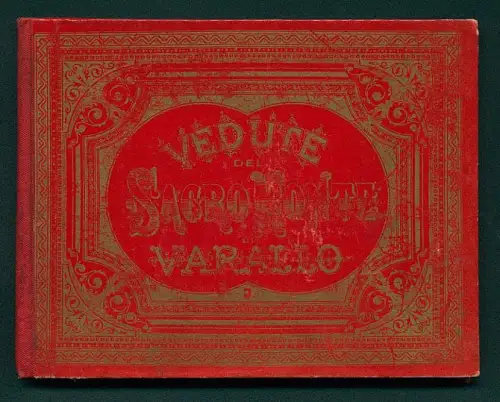 VEDUTE
DEL
SACRO MONTE
VARALLO